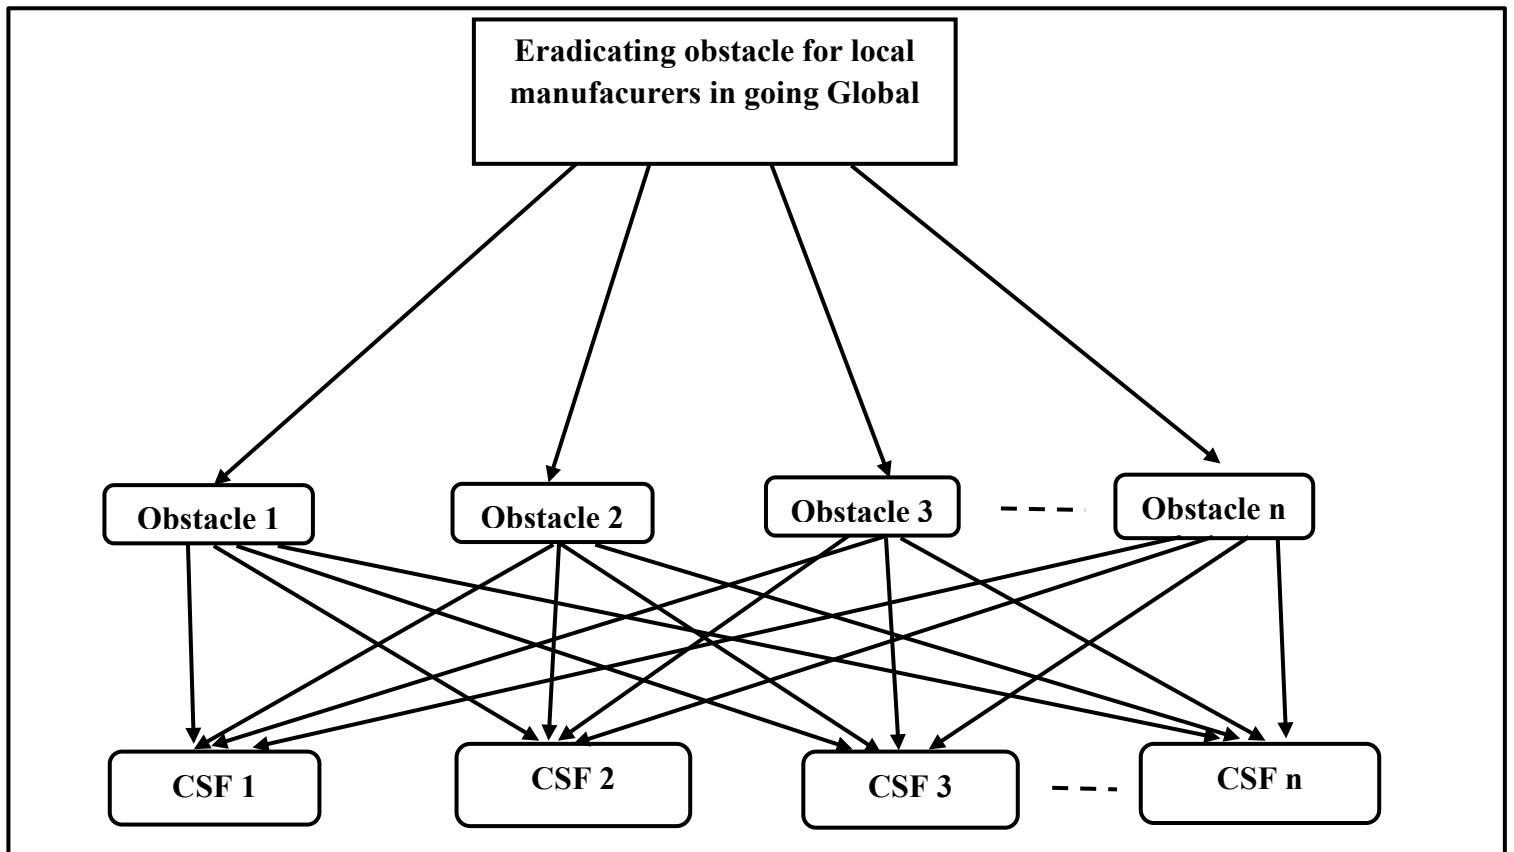 Eradicating obstacle for local
manufacurers in going Global
Obstacle 1
Obstacle 2
Obstacle 3
Obstacle n
CSF 1
CSF 2
CSF 3
CSF n